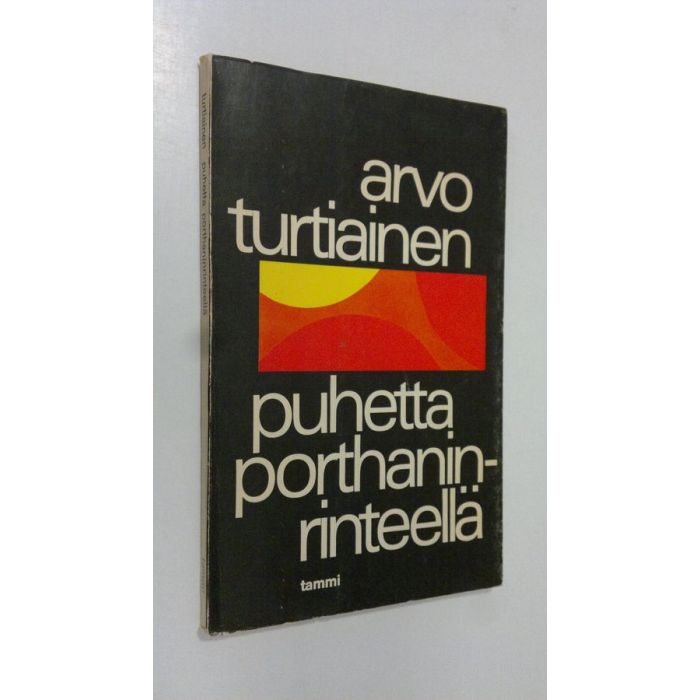 arvo
turtiainen
puhetta
porthanin-
rinteellä
tammi
turtiainen puhetta porthaninrinteellä